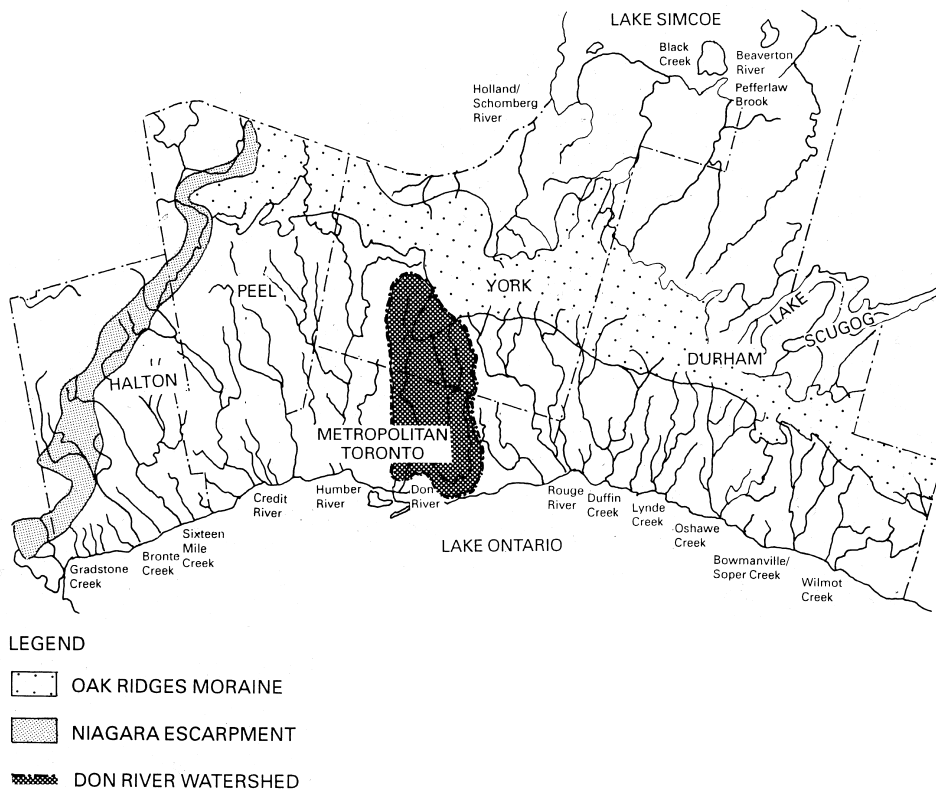 LAKE SIMCOE
Black
Creek
Beaverton
River
Pefferlaw
Brook
Holland/
Schomberg
River
PEEL
YORK
LAKE
SCUGOG
DURHAM
HALTON
METROPOLITAN
TORONTO
Credit
River
Humber
River
Don
River
Rouge
River
Duffin
Creek
Lynde
Creek
Oshawe
Creek
Sixteen
Mile
Creek
Bronte
Creek
Gradstone
Creek
LAKE ONTARIO
Bowmanville/
Soper Creek
Wilmot
Creek
LEGEND
OAK RIDGES MORAINE
NIAGARA ESCARPMENT
DON RIVER WATERSHED